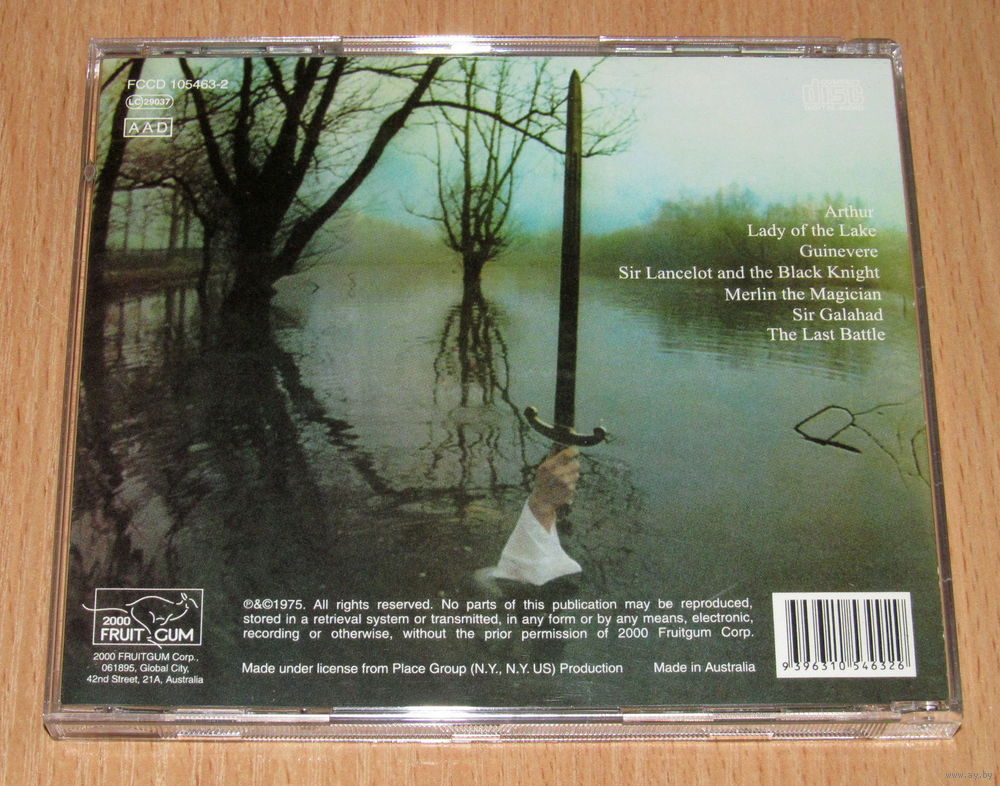 FCCD 105463-2
LC 29037
AAD
disc
Arthur
Lady of the Lake
Guinevere
Sir Lancelot and the Black Knight
Merlin the Magician
Sir Galahad
The Last Battle
2000
FRUIT GUM
2000 FRUITGUM Corp.,
061895, Global City,
42nd Street, 21A, Australia
℗&©1975. All rights reserved. No parts of this publication may be reproduced,
stored in a retrieval system or transmitted, in any form or by any means, electronic,
recording or otherwise, without the prior permission of 2000 Fruitgum Corp.
Made under license from Place Group (N.Y., N.Y. US) Production Made in Australia
9 396310 546326
www.ay.by